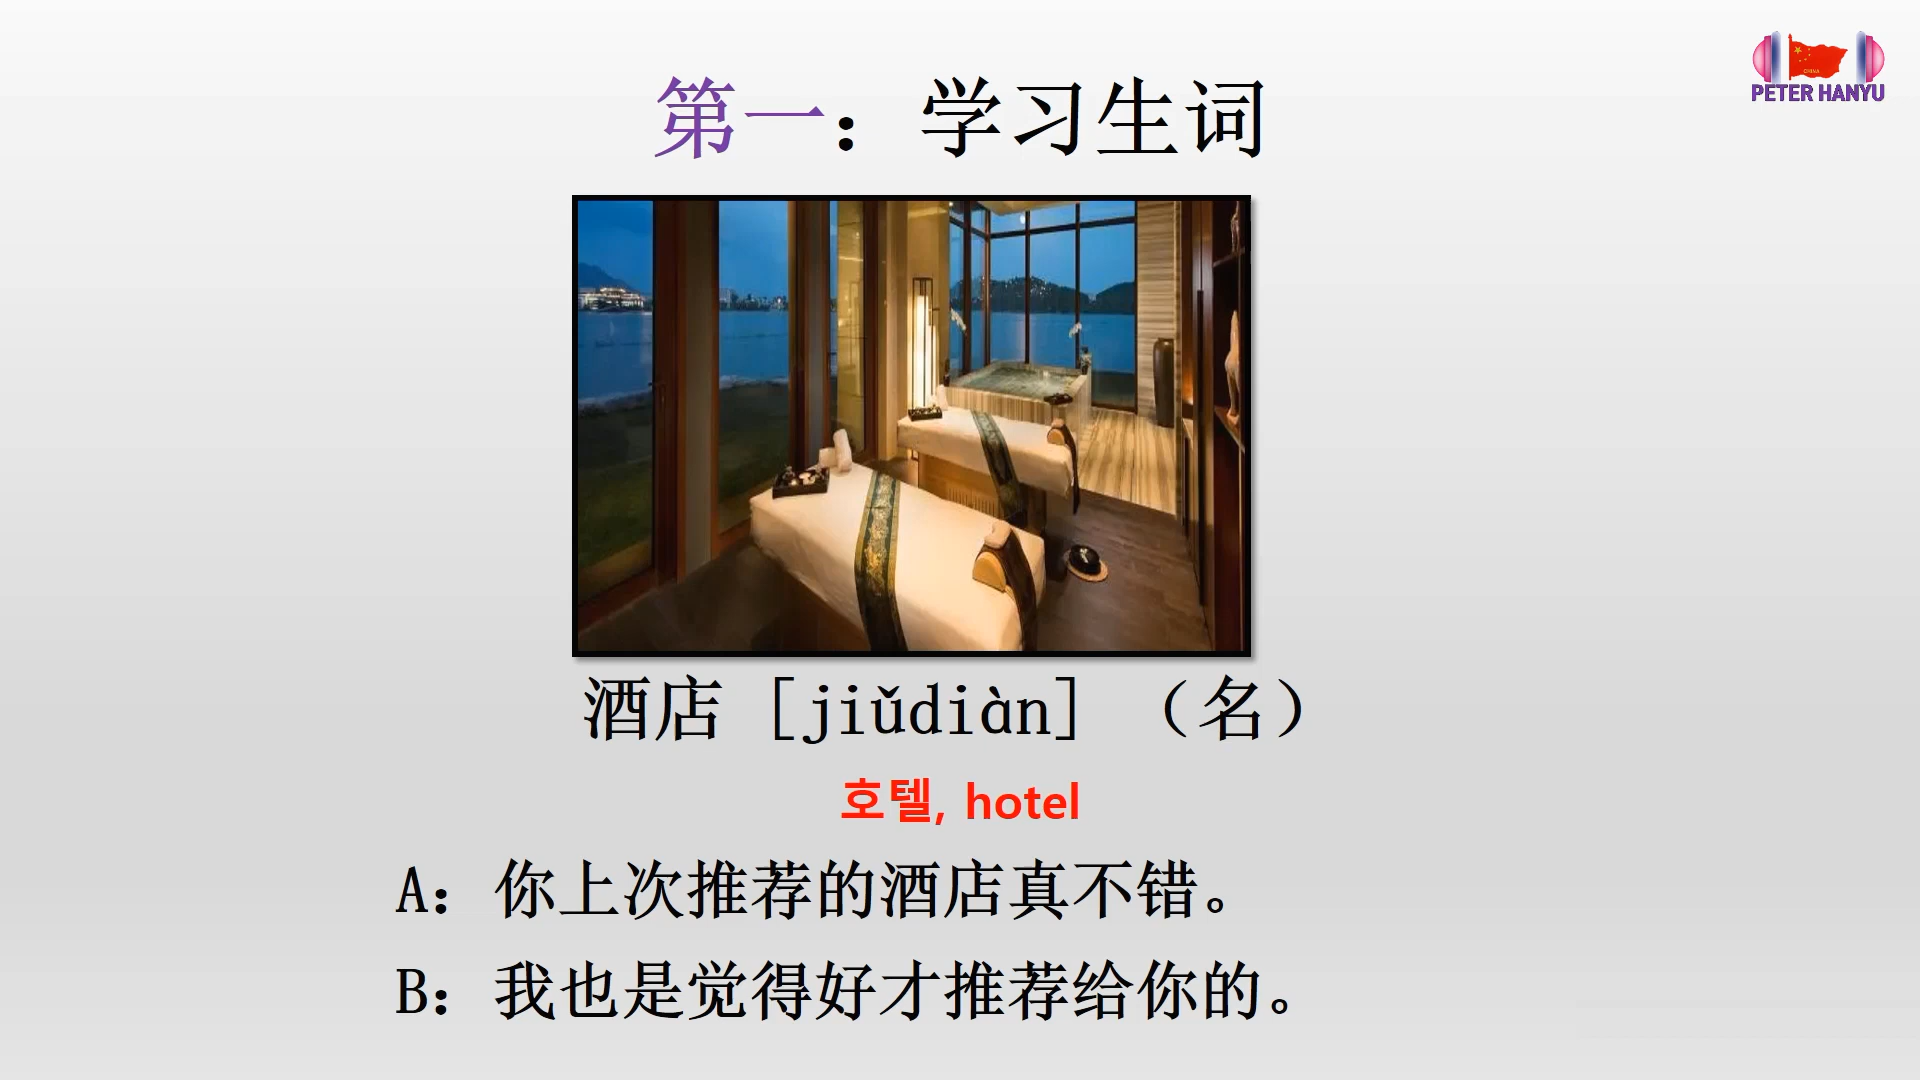 PETER HANYU
第一：学习生词
酒店 [jiǔdiàn] （名）
호텔, hotel
A：你上次推荐的酒店真不错。
B：我也是觉得好才推荐给你的。